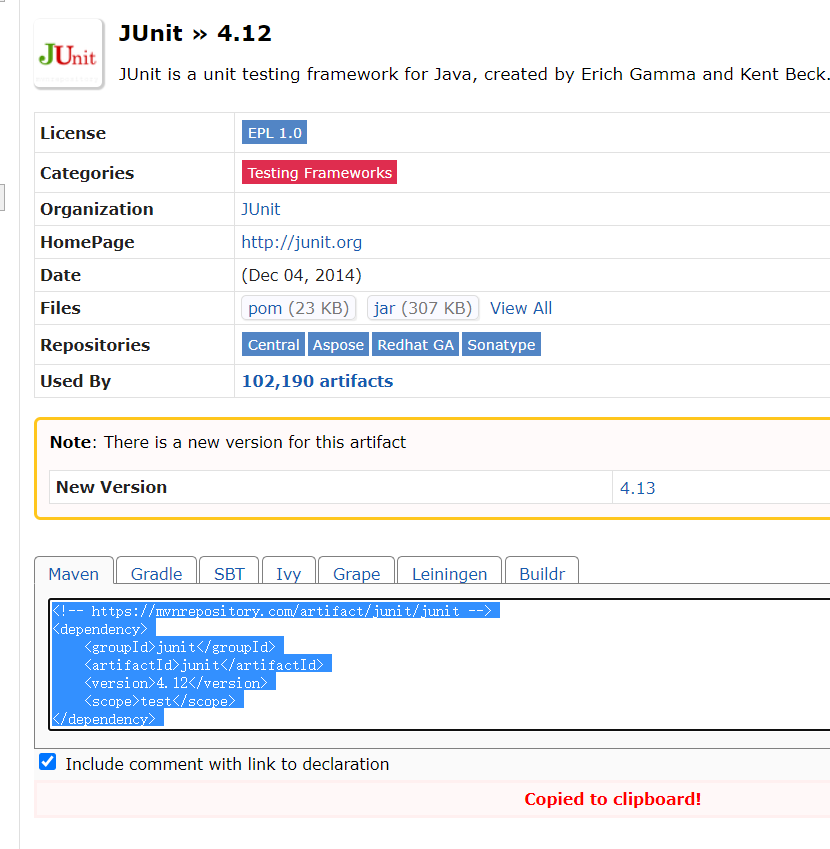 JUnit
JUnit » 4.12
JUnit is a unit testing framework for Java, created by Erich Gamma and Kent Beck.
License EPL 1.0
Categories Testing Frameworks
Organization JUnit
HomePage http://junit.org
Date (Dec 04, 2014)
Files pom (23 KB) jar (307 KB) View All
Repositories Central Aspose Redhat GA Sonatype
Used By 102,190 artifacts
Note: There is a new version for this artifact
New Version 4.13
Maven Gradle SBT Ivy Grape Leiningen Buildr
<!-- https://mvnrepository.com/artifact/junit/junit -->
<dependency>
    <groupId>junit</groupId>
    <artifactId>junit</artifactId>
    <version>4.12</version>
    <scope>test</scope>
</dependency>
Include comment with link to declaration
Copied to clipboard!